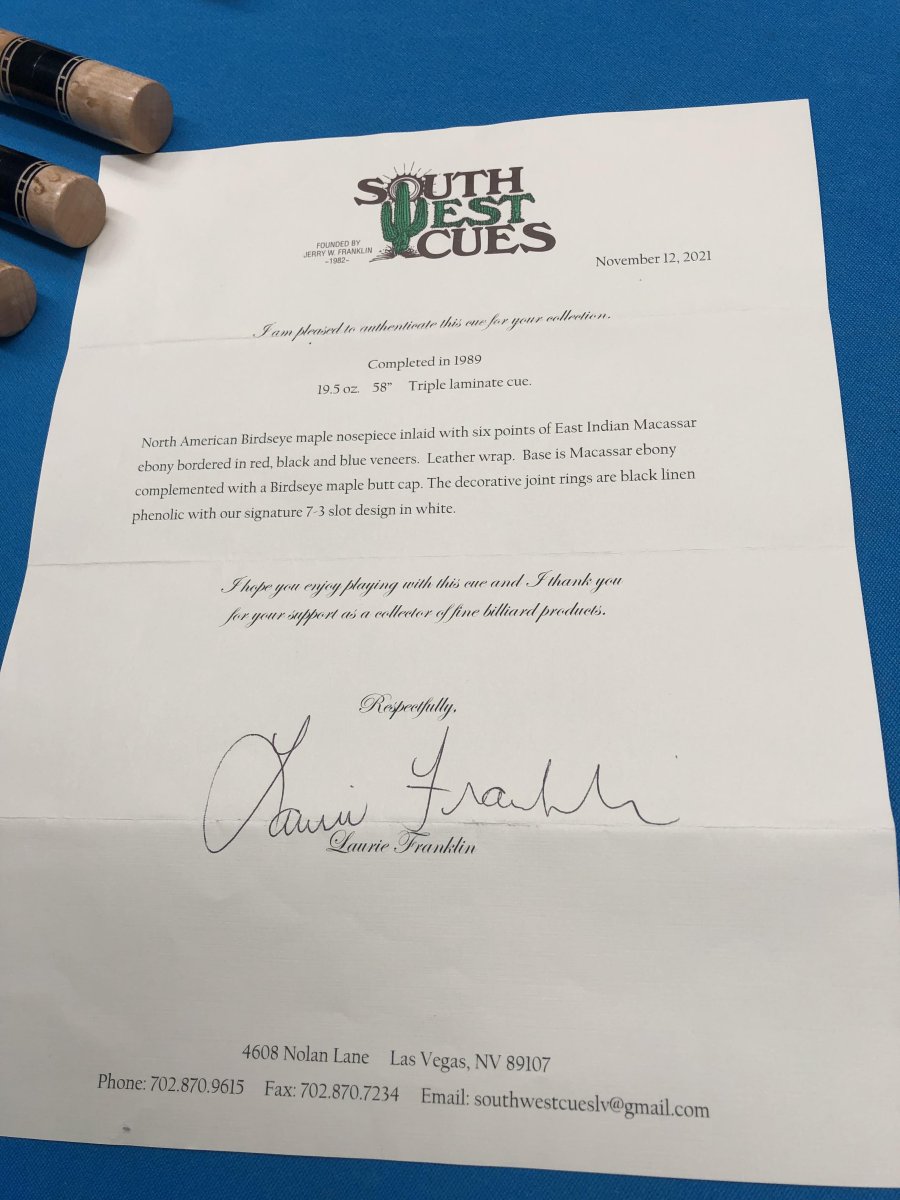 SOUTH
WEST
CUES
FOUNDED BY
JERRY W. FRANKLIN
-1982-
November 12, 2021
I am pleased to authenticate this cue for your collection.
Completed in 1989
19.5 oz. 58" Triple laminate cue.
North American Birdseye maple nosepiece inlaid with six points of East Indian Macassar
ebony bordered in red, black and blue veneers. Leather wrap. Base is Macassar ebony
complemented with a Birdseye maple butt cap. The decorative joint rings are black linen
phenolic with our signature 7-3 slot design in white.
I hope you enjoy playing with this cue and I thank you
for your support as a collector of fine billiard products.
Respectfully,
Laurie Franklin
Laurie Franklin
4608 Nolan Lane Las Vegas, NV 89107
Phone: 702.870.9615 Fax: 702.870.7234 Email: southwestcueslv@gmail.com